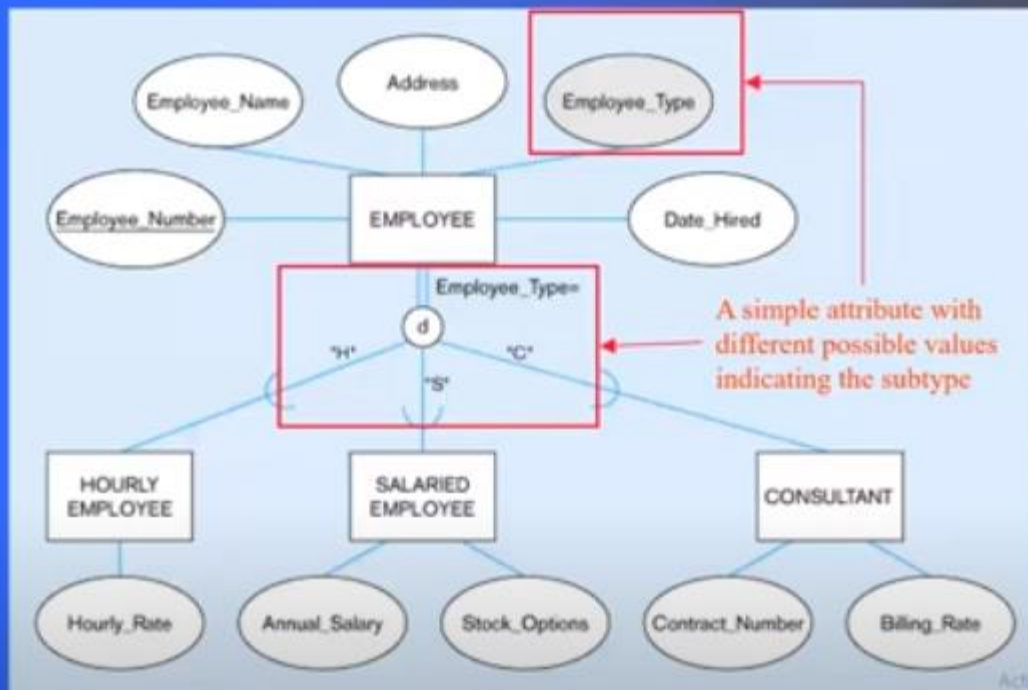 Address
Employee_Name
Employee_Type
Employee_Number
EMPLOYEE
Date_Hired
Employee_Type=
d
"H"
"C"
"S"
A simple attribute with
different possible values
indicating the subtype
HOURLY
EMPLOYEE
SALARIED
EMPLOYEE
CONSULTANT
Hourly_Rate
Annual_Salary
Stock_Options
Contract_Number
Billing_Rate